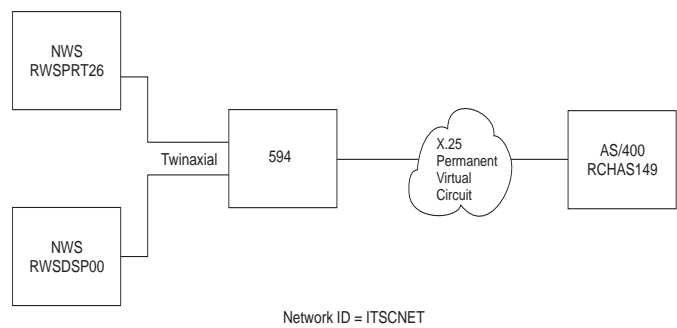 NWS
RWSPRT26
Twinaxial
594
X.25
Permanent
Virtual
Circuit
AS/400
RCHAS149
NWS
RWSDSP00
Network ID = ITSCNET